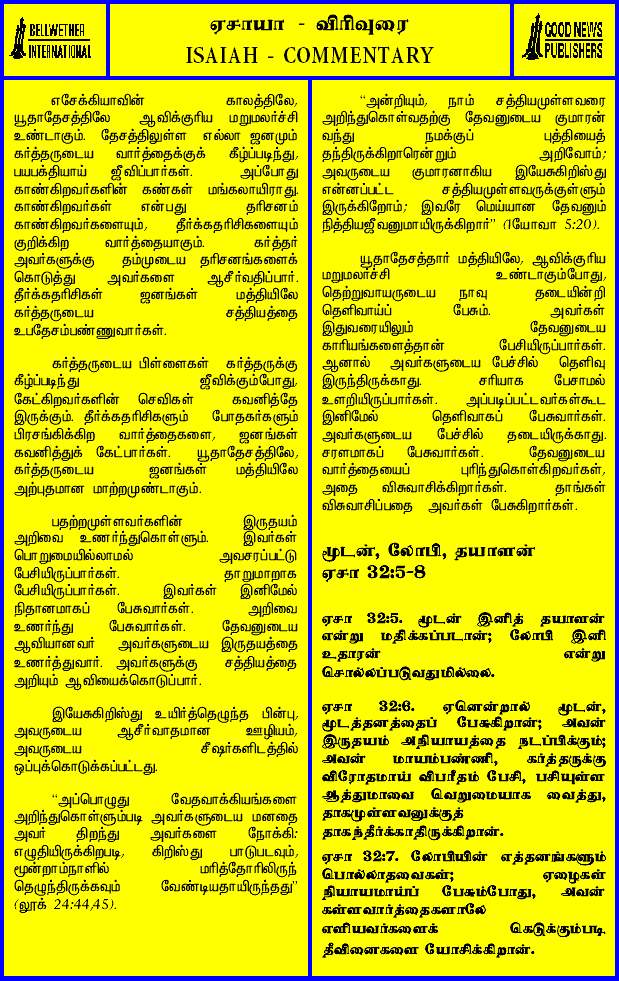 BELLWETHER
INTERNATIONAL
ஏசாயா - விரிவுரை
ISAIAH - COMMENTARY
GOOD NEWS
PUBLISHERS
எசேக்கியாவின் காலத்திலே,
யூதாதேசத்திலே ஆவிக்குரிய மறுமலர்ச்சி
உண்டாகும். தேசத்திலுள்ள எல்லா ஜனமும்
கர்த்தருடைய வார்த்தைக்குக் கீழ்ப்படிந்து,
பயபக்தியாய் ஜீவிப்பார்கள். அப்போது
காண்கிறவர்களின் கண்கள் மங்கலாயிராது.
காண்கிறவர்கள் என்பது தரிசனம்
காண்கிறவர்களையும், தீர்க்கதரிசிகளையும்
குறிக்கிற வார்த்தையாகும். கர்த்தர்
அவர்களுக்கு தம்முடைய தரிசனங்களைக்
கொடுத்து அவர்களை ஆசீர்வதிப்பார்.
தீர்க்கதரிசிகள் ஜனங்கள் மத்தியிலே
கர்த்தருடைய சத்தியத்தை
உபதேசம்பண்ணுவார்கள்.
கர்த்தருடைய பிள்ளைகள் கர்த்தருக்கு
கீழ்ப்படிந்து ஜீவிக்கும்போது,
கேட்கிறவர்களின் செவிகள் கவனித்தே
இருக்கும். தீர்க்கதரிசிகளும் போதகர்களும்
பிரசங்கிக்கிற வார்த்தைகளை, ஜனங்கள்
கவனித்துக் கேட்பார்கள். யூதாதேசத்திலே,
கர்த்தருடைய ஜனங்கள் மத்தியிலே
அற்புதமான மாற்றமுண்டாகும்.
பதற்றமுள்ளவர்களின் இருதயம்
அறிவை உணர்ந்துகொள்ளும். இவர்கள்
பொறுமையில்லாமல் அவசரப்பட்டு
பேசியிருப்பார்கள். தாறுமாறாக
பேசியிருப்பார்கள். இவர்கள் இனிமேல்
நிதானமாகப் பேசுவார்கள். அறிவை
உணர்ந்து பேசுவார்கள். தேவனுடைய
ஆவியானவர் அவர்களுடைய இருதயத்தை
உணர்த்துவார். அவர்களுக்கு சத்தியத்தை
அறியும் ஆவியைக்கொடுப்பார்.
இயேசுகிறிஸ்து உயிர்த்தெழுந்த பின்பு,
அவருடைய ஆசீர்வாதமான ஊழியம்,
அவருடைய சீஷர்களிடத்தில்
ஒப்புக்கொடுக்கப்பட்டது.
“அப்பொழுது வேதவாக்கியங்களை
அறிந்துகொள்ளும்படி அவர்களுடைய மனதை
அவர் திறந்து அவர்களை நோக்கி:
எழுதியிருக்கிறபடி, கிறிஸ்து பாடுபடவும்,
மூன்றாம்நாளில் மரித்தோரிலிருந்
தெழுந்திருக்கவும் வேண்டியதாயிருந்தது”
(லூக் 24:44,45).
“அன்றியும், நாம் சத்தியமுள்ளவரை
அறிந்துகொள்வதற்கு தேவனுடைய குமாரன்
வந்து நமக்குப் புத்தியைத்
தந்திருக்கிறாரென்றும் அறிவோம்;
அவருடைய குமாரனாகிய இயேசுகிறிஸ்து
என்னப்பட்ட சத்தியமுள்ளவருக்குள்ளும்
இருக்கிறோம்; இவரே மெய்யான தேவனும்
நித்தியஜீவனுமாயிருக்கிறார்” (1யோவா 5:20).
யூதாதேசத்தார் மத்தியிலே, ஆவிக்குரிய
மறுமலர்ச்சி உண்டாகும்போது,
தெற்றுவாயருடைய நாவு தடையின்றி
தெளிவாய்ப் பேசும். அவர்கள்
இதுவரையிலும் தேவனுடைய
காரியங்களைத்தான் பேசியிருப்பார்கள்.
ஆனால் அவர்களுடைய பேச்சில் தெளிவு
இருந்திருக்காது. சரியாக பேசாமல்
உளறியிருப்பார்கள். அப்படிப்பட்டவர்கள்கூட
இனிமேல் தெளிவாகப் பேசுவார்கள்.
அவர்களுடைய பேச்சில் தடையிருக்காது.
சரளமாகப் பேசுவார்கள். தேவனுடைய
வார்த்தையைப் புரிந்துகொள்கிறவர்கள்,
அதை விசுவாசிக்கிறார்கள். தாங்கள்
விசுவாசிப்பதை அவர்கள் பேசுகிறார்கள்.
மூடன், லோபி, தயாளன்
ஏசா 32:5-8
ஏசா 32:5. மூடன் இனித் தயாளன்
என்று மதிக்கப்படான்; லோபி இனி
உதாரன் என்று
சொல்லப்படுவதுமில்லை.
ஏசா 32:6. ஏனென்றால் மூடன்,
மூடத்தனத்தைப் பேசுகிறான்; அவன்
இருதயம் அநியாயத்தை நடப்பிக்கும்;
அவன் மாயம்பண்ணி, கர்த்தருக்கு
விரோதமாய் விபரீதம் பேசி, பசியுள்ள
ஆத்துமாவை வெறுமையாக வைத்து,
தாகமுள்ளவனுக்குத்
தாகந்தீர்க்காதிருக்கிறான்.
ஏசா 32:7. லோபியின் எத்தனங்களும்
பொல்லாதவைகள்; ஏழைகள்
நியாயமாய்ப் பேசும்போது, அவன்
கள்ளவார்த்தைகளாலே
எளியவர்களைக் கெடுக்கும்படி
தீவினைகளை யோசிக்கிறான்.